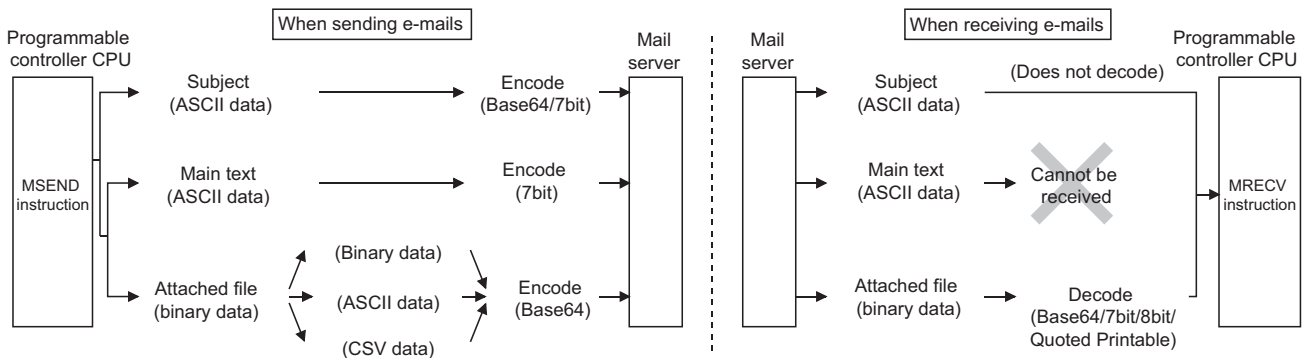 When sending e-mails
Programmable
controller CPU
Mail
server
MSEND
instruction
Subject
(ASCII data)
Encode
(Base64/7bit)
Main text
(ASCII data)
Encode
(7bit)
Attached file
(binary data)
(Binary data)
(ASCII data)
(CSV data)
Encode
(Base64)
When receiving e-mails
Mail
server
Programmable
controller CPU
Subject
(ASCII data)
(Does not decode)
Main text
(ASCII data)
Cannot be
received
MRECV
instruction
Attached file
(binary data)
Decode
(Base64/7bit/8bit/
Quoted Printable)